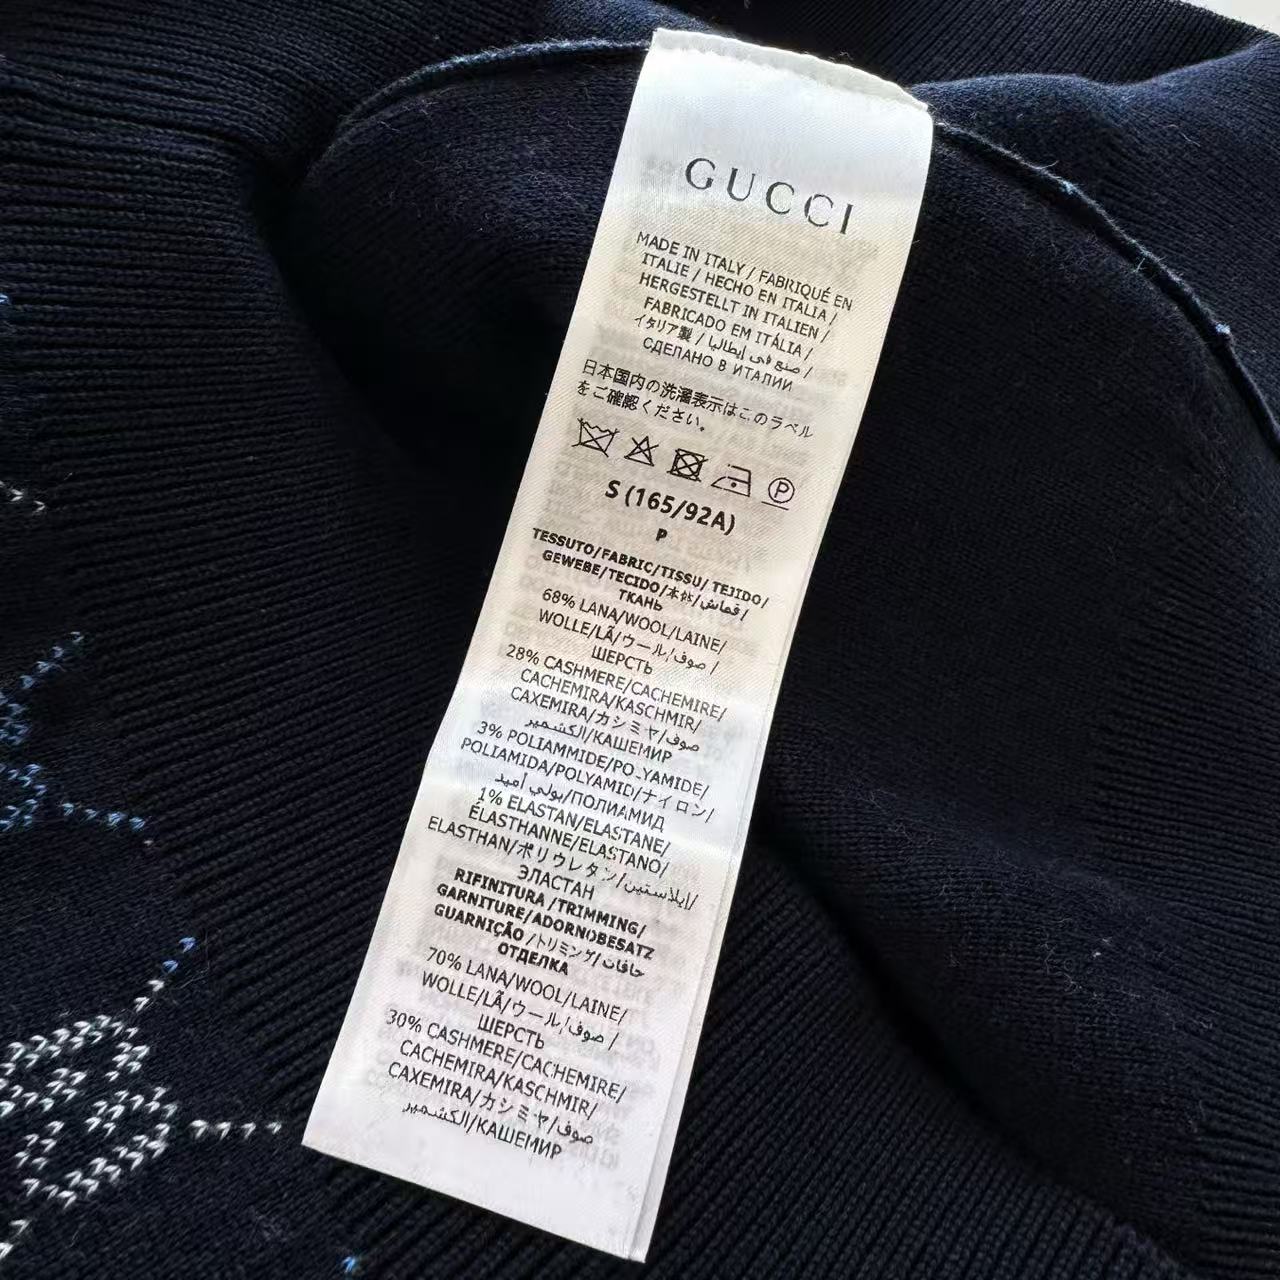 GUCCI
MADE IN ITALY / FABRIQUÉ EN
ITALIE / HECHO EN ITALIA /
HERGESTELLT IN ITALIEN /
FABRICADO EM ITÁLIA /
イタリア製 / صنع في إيطاليا /
СДЕЛАНО В ИТАЛИИ
日本国内の洗濯表示はこのラベル
をご確認ください。
P
S (165/92A)
P
TESSUTO/FABRIC/TISSU/TEJIDO/
GEWEBE/TECIDO/本体/قماش/
ТКАНЬ
68% LANA/WOOL/LAINE/
WOLLE/LÃ/ウール/صوف /
ШЕРСТЬ
28% CASHMERE/CACHEMIRE/
CACHEMIRA/KASCHMIR/
CAXEMIRA/カシミヤ/صوف
الكشمير/КАШЕМИР
3% POLIAMMIDE/POLYAMIDE/
POLIAMIDA/POLYAMID/ナイロン/
بولي أميد/ПОЛИАМИД
1% ELASTAN/ELASTANE/
ÉLASTHANNE/ELASTANO/
ELASTHAN/ポリウレタン/إيلاستين/
ЭЛАСТАН
RIFINITURA /TRIMMING/
GARNITURE/ADORNOBESATZ
GUARNIÇÃO /トリミング/حافات/
ОТДЕЛКА
70% LANA/WOOL/LAINE/
WOLLE/LÃ/ウール/صوف /
ШЕРСТЬ
30% CASHMERE/CACHEMIRE/
CACHEMIRA/KASCHMIR/
CAXEMIRA/カシミヤ/صوف
الكشمير/КАШЕМИР